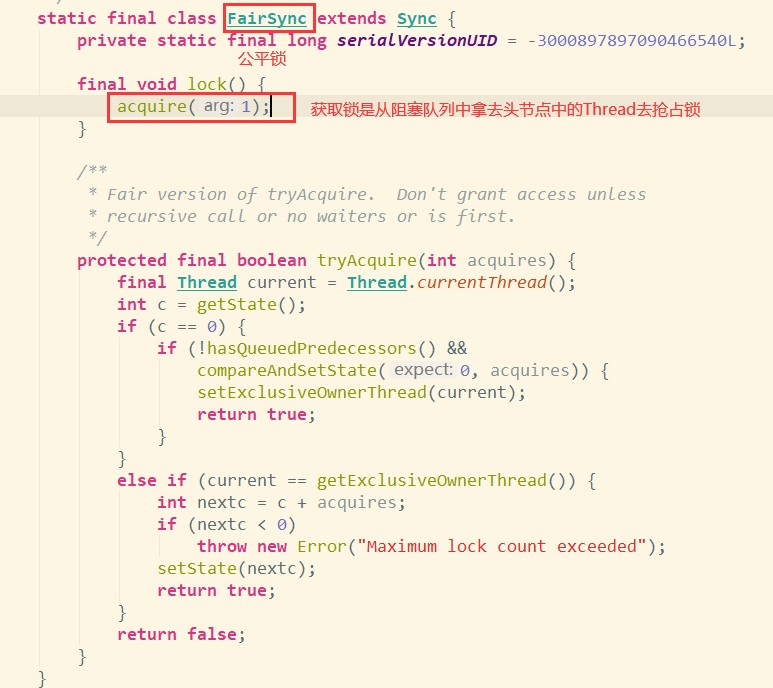 static final class FairSync extends Sync {
private static final long serialVersionUID = -3000897897090466540L;
公平锁
final void lock() {
acquire( arg: 1); 获取锁是从阻塞队列中拿去头节点中的Thread去抢占锁
}
/**
* Fair version of tryAcquire.  Don't grant access unless
* recursive call or no waiters or is first.
*/
protected final boolean tryAcquire(int acquires) {
final Thread current = Thread.currentThread();
int c = getState();
if (c == 0) {
if (!hasQueuedPredecessors() &&
compareAndSetState( expect: 0, acquires)) {
setExclusiveOwnerThread(current);
return true;
}
}
else if (current == getExclusiveOwnerThread()) {
int nextc = c + acquires;
if (nextc < 0)
throw new Error("Maximum lock count exceeded");
setState(nextc);
return true;
}
return false;
}
}